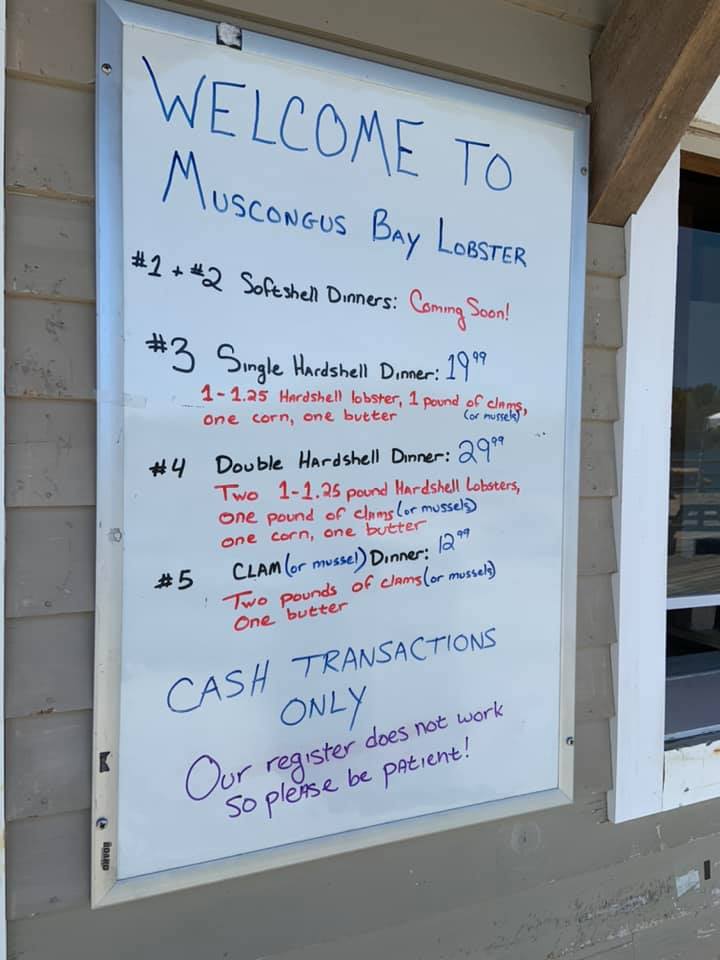 WELCOME TO
MUSCONGUS BAY LOBSTER
#1 + #2 Softshell Dinners: Coming Soon!
#3 Single Hardshell Dinner: 19.99
1-1.25 Hardshell lobster, 1 pound of clams,
(or mussels)
one corn, one butter
#4 Double Hardshell Dinner: 29.99
Two 1-1.25 pound Hardshell Lobsters,
one pound of clams (or mussels)
one corn, one butter
#5 CLAM (or mussel) Dinner: 12.99
Two pounds of clams (or mussels)
One butter
CASH TRANSACTIONS
ONLY
Our register does not work
so please be patient!
BOARD